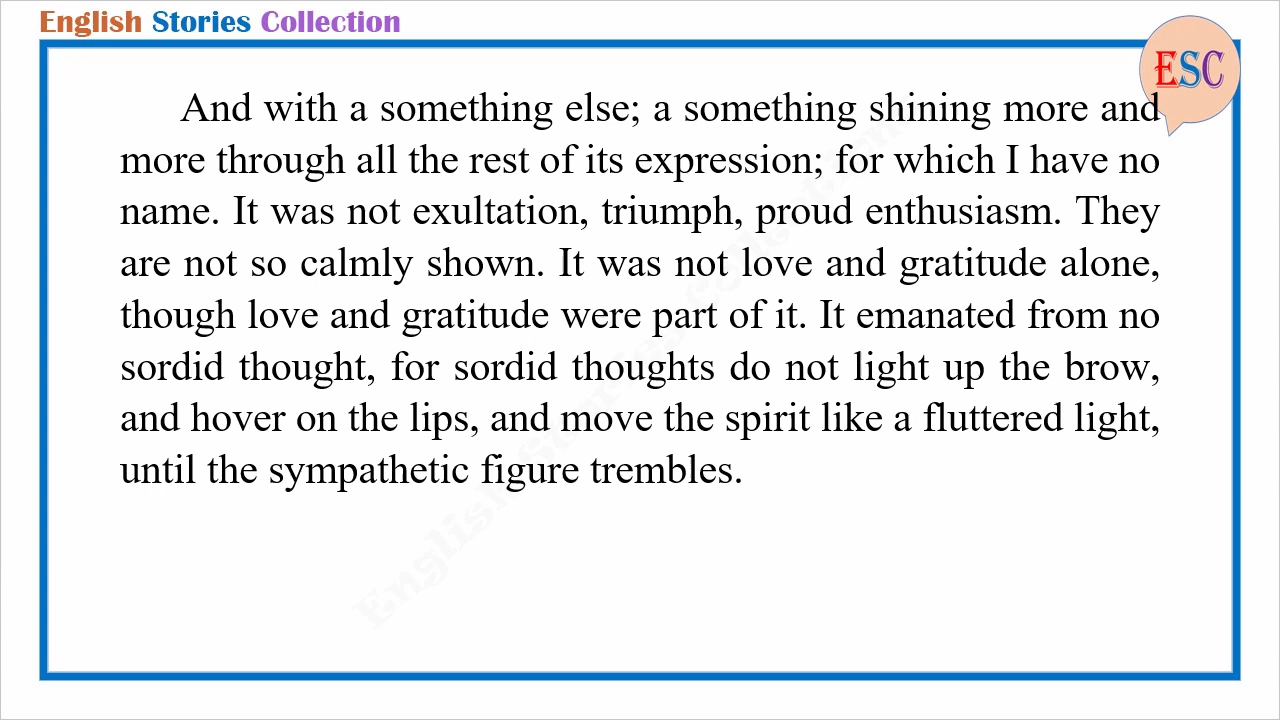 English Stories Collection
ESC
And with a something else; a something shining more and
more through all the rest of its expression; for which I have no
name. It was not exultation, triumph, proud enthusiasm. They
are not so calmly shown. It was not love and gratitude alone,
though love and gratitude were part of it. It emanated from no
sordid thought, for sordid thoughts do not light up the brow,
and hover on the lips, and move the spirit like a fluttered light,
until the sympathetic figure trembles.
English Stories Collection